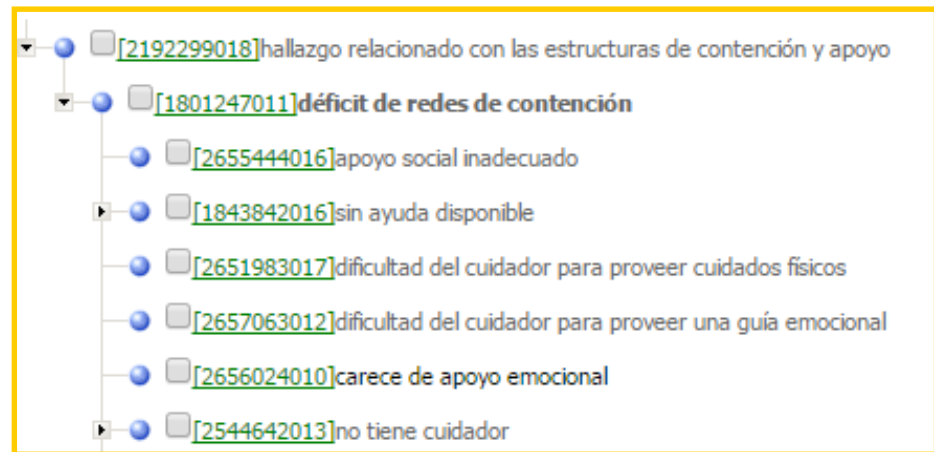 [2192299018]hallazgo relacionado con las estructuras de contención y apoyo
[1801247011]déficit de redes de contención
[2655444016]apoyo social inadecuado
[1843842016]sin ayuda disponible
[2651983017]dificultad del cuidador para proveer cuidados físicos
[2657063012]dificultad del cuidador para proveer una guía emocional
[2656024010]carece de apoyo emocional
[2544642013]no tiene cuidador